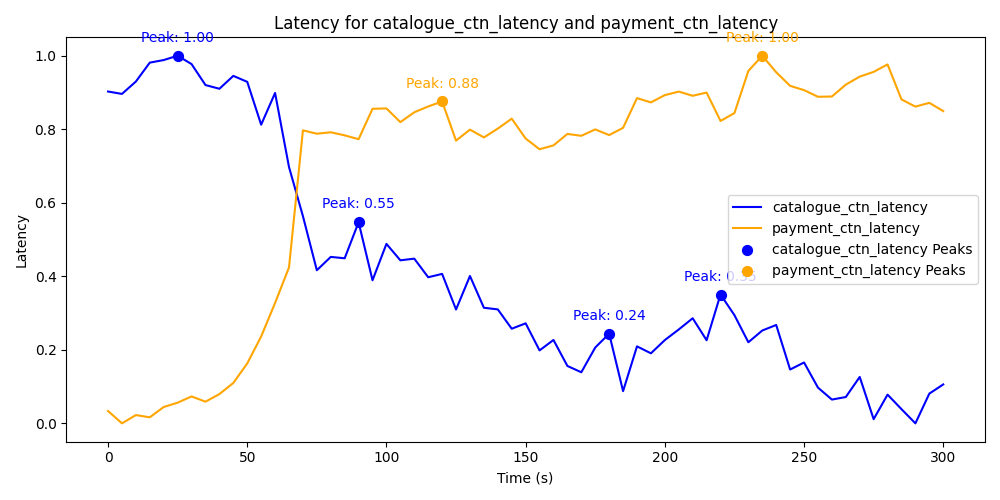 Latency for catalogue_ctn_latency and payment_ctn_latency
Peak: 1.00
Peak: 1.00
Peak: 0.88
Peak: 0.55
Peak: 0.24
Peak:
catalogue_ctn_latency
payment_ctn_latency
catalogue_ctn_latency Peaks
payment_ctn_latency Peaks
Latency
1.0
0.8
0.6
0.4
0.2
0.0
0
50
100
150
200
250
300
Time (s)